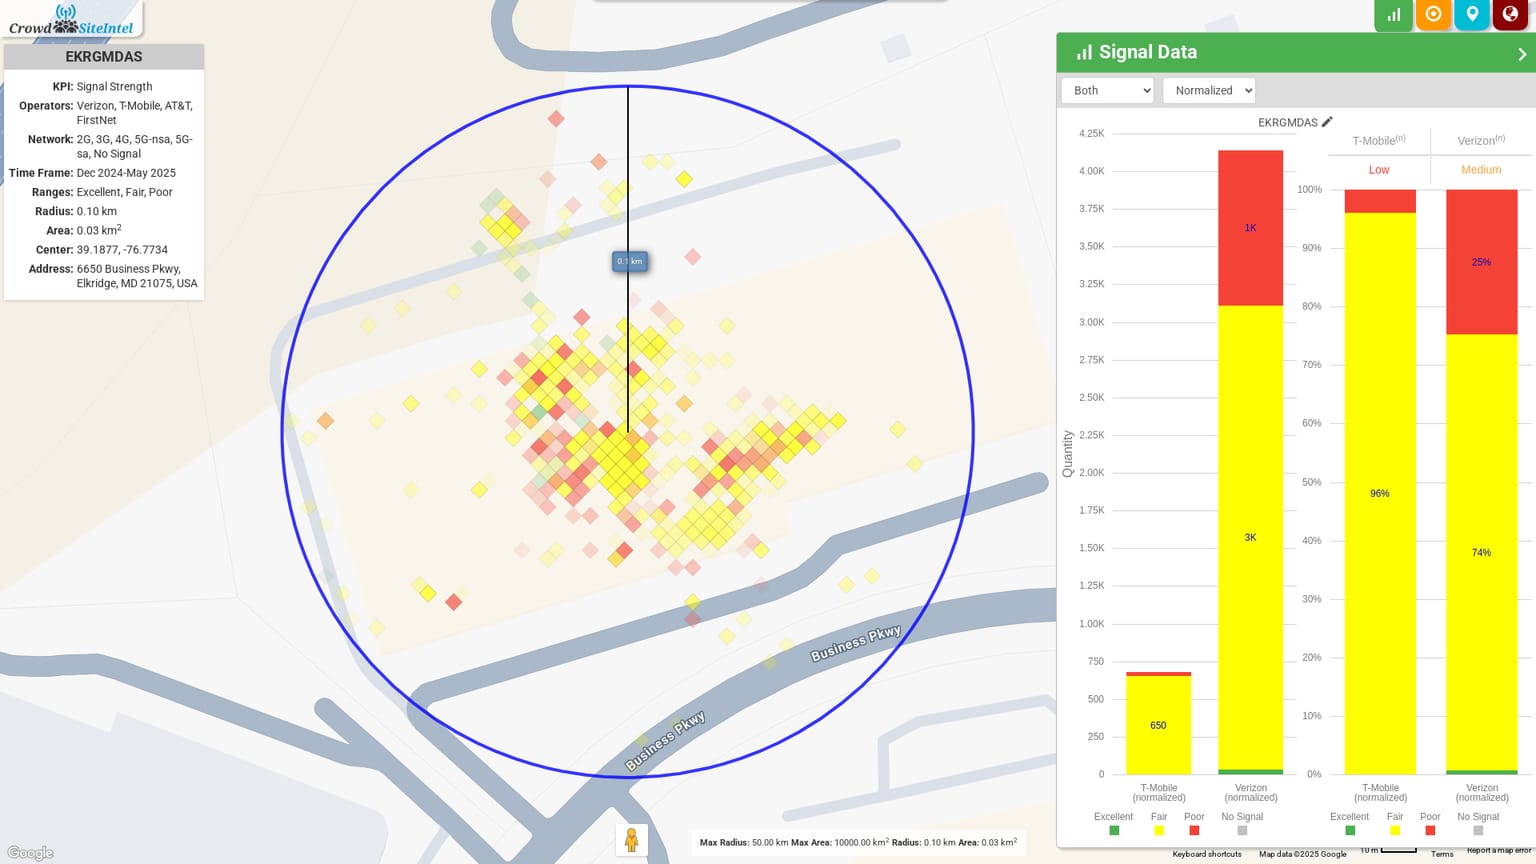 CrowdSiteIntel
EKRGMDAS
KPI: Signal Strength
Operators: Verizon, T-Mobile, AT&T,
FirstNet
Network: 2G, 3G, 4G, 5G-nsa, 5G-
sa, No Signal
Time Frame: Dec 2024-May 2025
Ranges: Excellent, Fair, Poor
Radius: 0.10 km
Area: 0.03 km²
Center: 39.1877, -76.7734
Address: 6650 Business Pkwy,
Elkridge, MD 21075, USA
0.1 km
Business Pkwy
Business Pkwy
Google
Max Radius: 50.00 km Max Area: 10000.00 km² Radius: 0.10 km Area: 0.03 km²
Signal Data
Both
Normalized
EKRGMDAS
4.25K
4.00K
3.75K
3.50K
3.25K
3.00K
2.75K
2.50K
2.25K
2.00K
1.75K
1.50K
1.25K
1.00K
750
500
250
0
Quantity
650
1K
3K
T-Mobile
(normalized)
Verizon
(normalized)
Excellent Fair Poor No Signal
T-Mobile(n) Verizon(n)
Low Medium
100%
90%
80%
70%
60%
50%
40%
30%
20%
10%
0%
96%
25%
74%
T-Mobile
(normalized)
Verizon
(normalized)
Excellent Fair Poor No Signal
Keyboard shortcuts Map data ©2025 Google 10 m Terms Report a map error